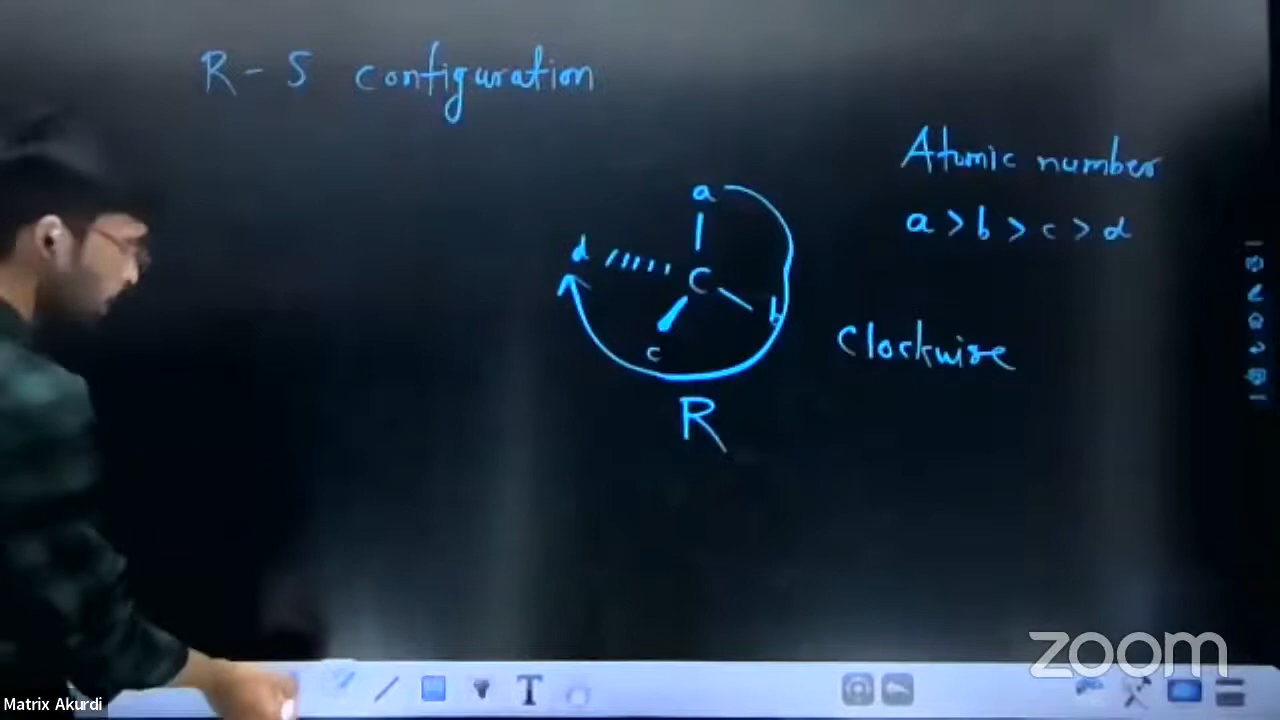 R - S configuration
Atomic number
a > b > c > d
a
d
C
b
c
Clockwise
R
T
zoom
Matrix Akurdi